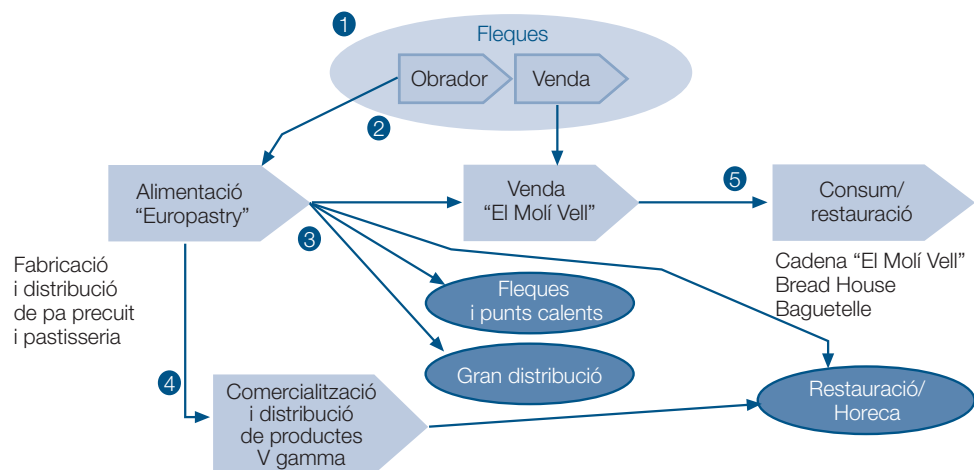 1
Fleques
Obrador
Venda
2
Alimentació
“Europastry”
Venda
“El Molí Vell”
5
Consum/
restauració
3
Fabricació
i distribució
de pa precuit
i pastisseria
Cadena “El Molí Vell”
Bread House
Baguetelle
Fleques
i punts calents
Gran distribució
4
Comercialització
i distribució
de productes
V gamma
Restauració/
Horeca